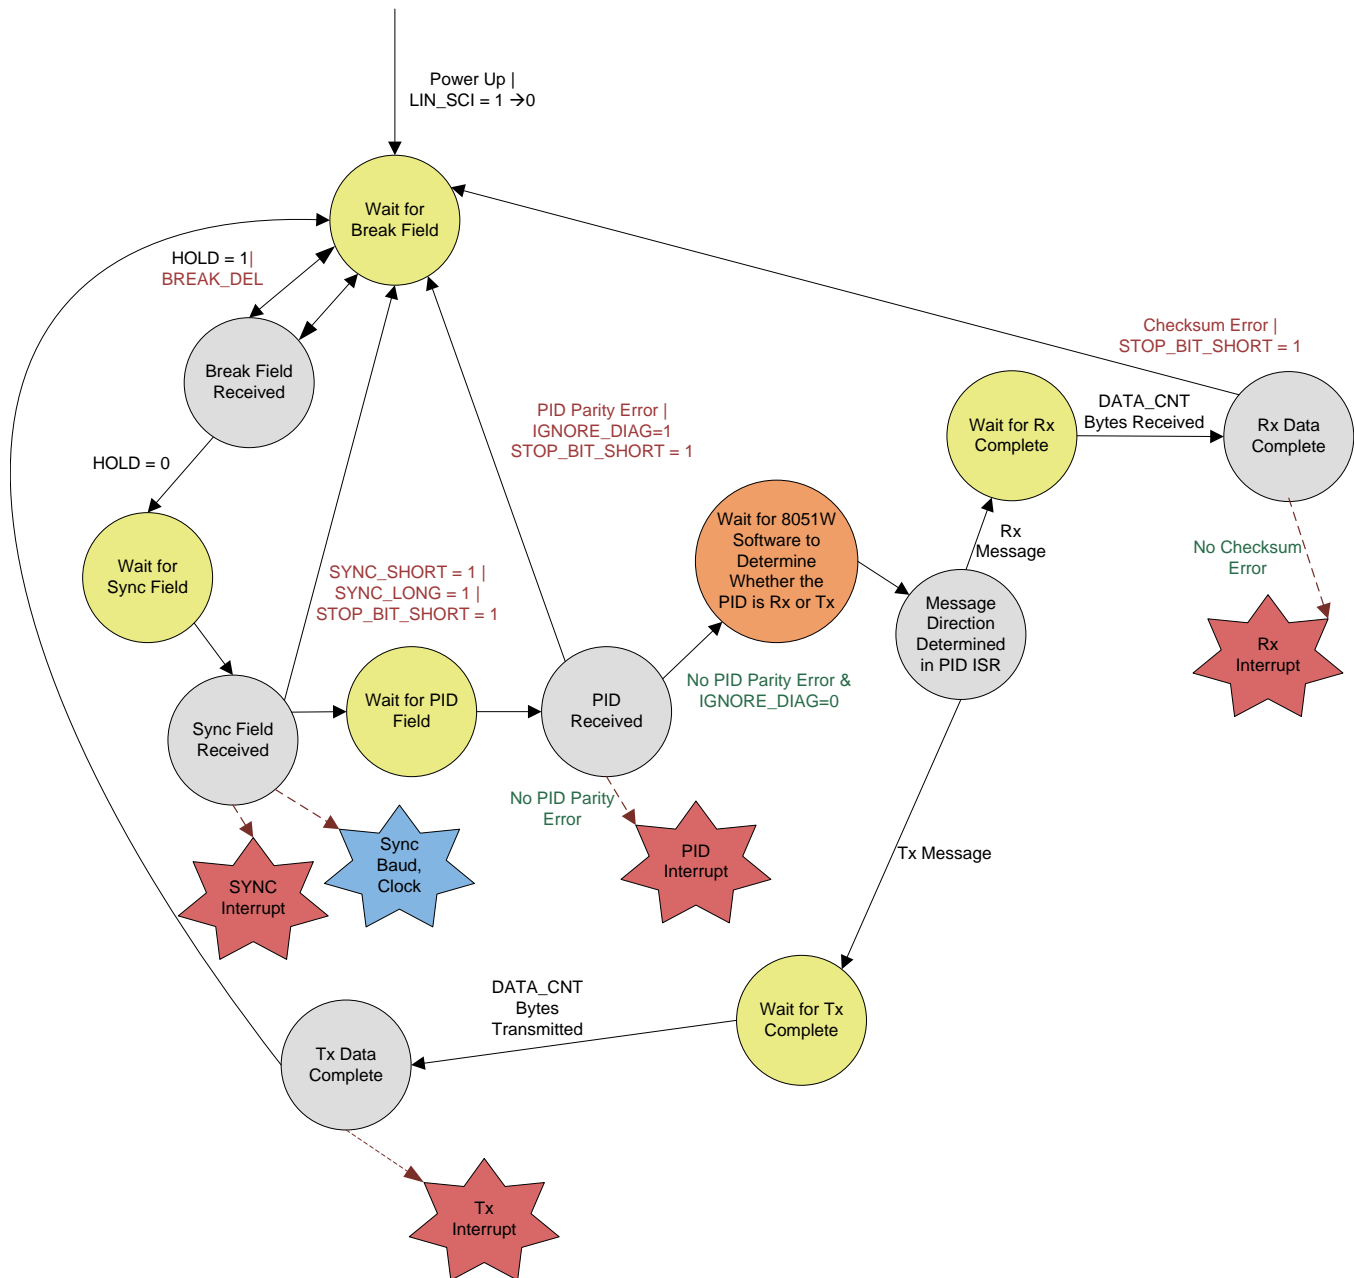 Power Up |
LIN_SCI = 1 →0
Wait for
Break Field
HOLD = 1|
BREAK_DEL
Break Field
Received
HOLD = 0
Wait for
Sync Field
Sync Field
Received
SYNC_SHORT = 1 |
SYNC_LONG = 1 |
STOP_BIT_SHORT = 1
SYNC
Interrupt
Sync
Baud,
Clock
Wait for PID
Field
PID
Received
PID Parity Error |
IGNORE_DIAG=1
STOP_BIT_SHORT = 1
No PID Parity
Error
PID
Interrupt
No PID Parity Error &
IGNORE_DIAG=0
Wait for 8051W
Software to
Determine
Whether the
PID is Rx or Tx
Message
Direction
Determined
in PID ISR
Rx
Message
Wait for Rx
Complete
DATA_CNT
Bytes Received
Rx Data
Complete
Checksum Error |
STOP_BIT_SHORT = 1
No Checksum
Error
Rx
Interrupt
Tx Message
Wait for Tx
Complete
DATA_CNT
Bytes
Transmitted
Tx Data
Complete
Tx
Interrupt